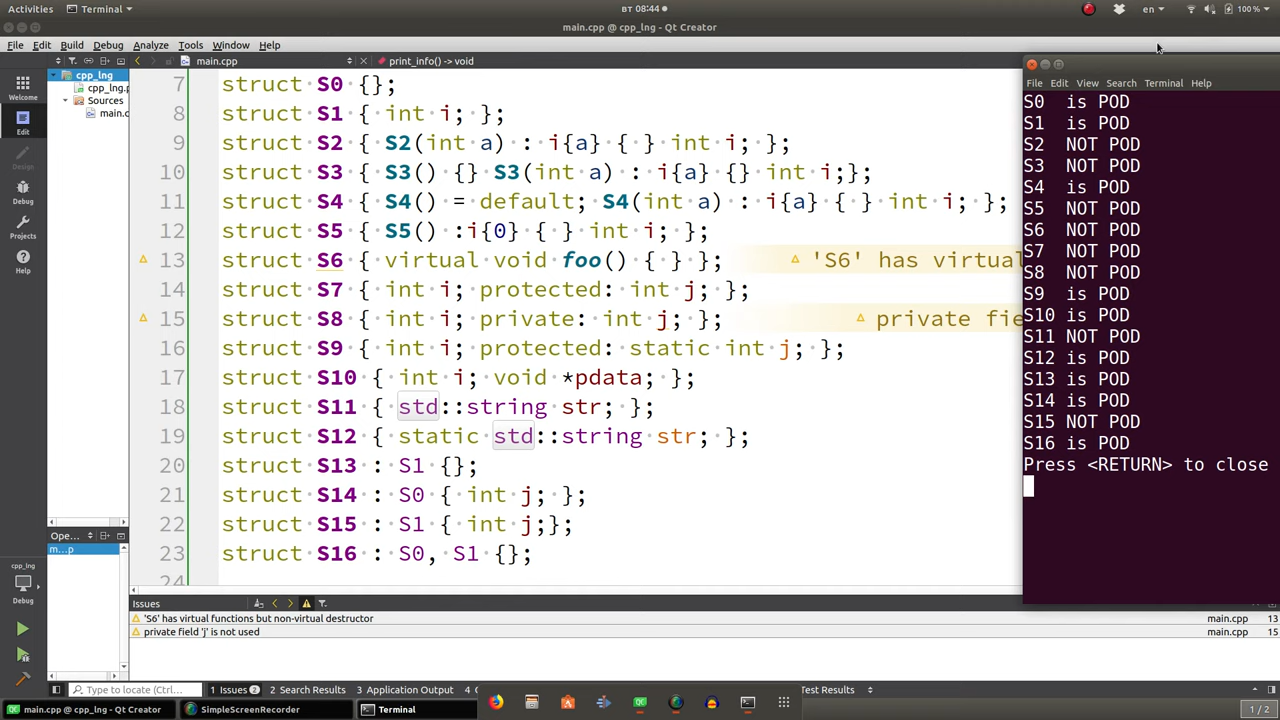 Activities Terminal ▾ ВТ 08:44 en 100 %
main.cpp @ cpp_lng - Qt Creator
File Edit Build Debug Analyze Tools Window Help
main.cpp print_info() -> void
Welcome
Edit
Design
Debug
Projects
Help
cpp_lng
Debug
cpp_lng
cpp_lng.p
Sources
main.c
Ope...
m...p
7 struct S0 {};
8 struct S1 { int i; };
9 struct S2 { S2(int a) : i{a} { } int i; };
10 struct S3 { S3() {} S3(int a) : i{a} {} int i;};
11 struct S4 { S4() = default; S4(int a) : i{a} { } int i; };
12 struct S5 { S5() :i{0} { } int i; };
13 struct S6 { virtual void foo() { } }; 'S6' has virtual
14 struct S7 { int i; protected: int j; };
15 struct S8 { int i; private: int j; }; private fie
16 struct S9 { int i; protected: static int j; };
17 struct S10 { int i; void *pdata; };
18 struct S11 { std::string str; };
19 struct S12 { static std::string str; };
20 struct S13 : S1 {};
21 struct S14 : S0 { int j; };
22 struct S15 : S1 { int j;};
23 struct S16 : S0, S1 {};
24
File Edit View Search Terminal Help
S0 is POD
S1 is POD
S2 NOT POD
S3 NOT POD
S4 is POD
S5 NOT POD
S6 NOT POD
S7 NOT POD
S8 NOT POD
S9 is POD
S10 is POD
S11 NOT POD
S12 is POD
S13 is POD
S14 is POD
S15 NOT POD
S16 is POD
Press <RETURN> to close
Issues
'S6' has virtual functions but non-virtual destructor main.cpp 13
private field 'j' is not used main.cpp 15
Type to locate (... 1 Issues 2 2 Search Results 3 Application Output 4 Test Results
main.cpp @ cpp_lng - Qt Creator SimpleScreenRecorder Terminal 1 / 2